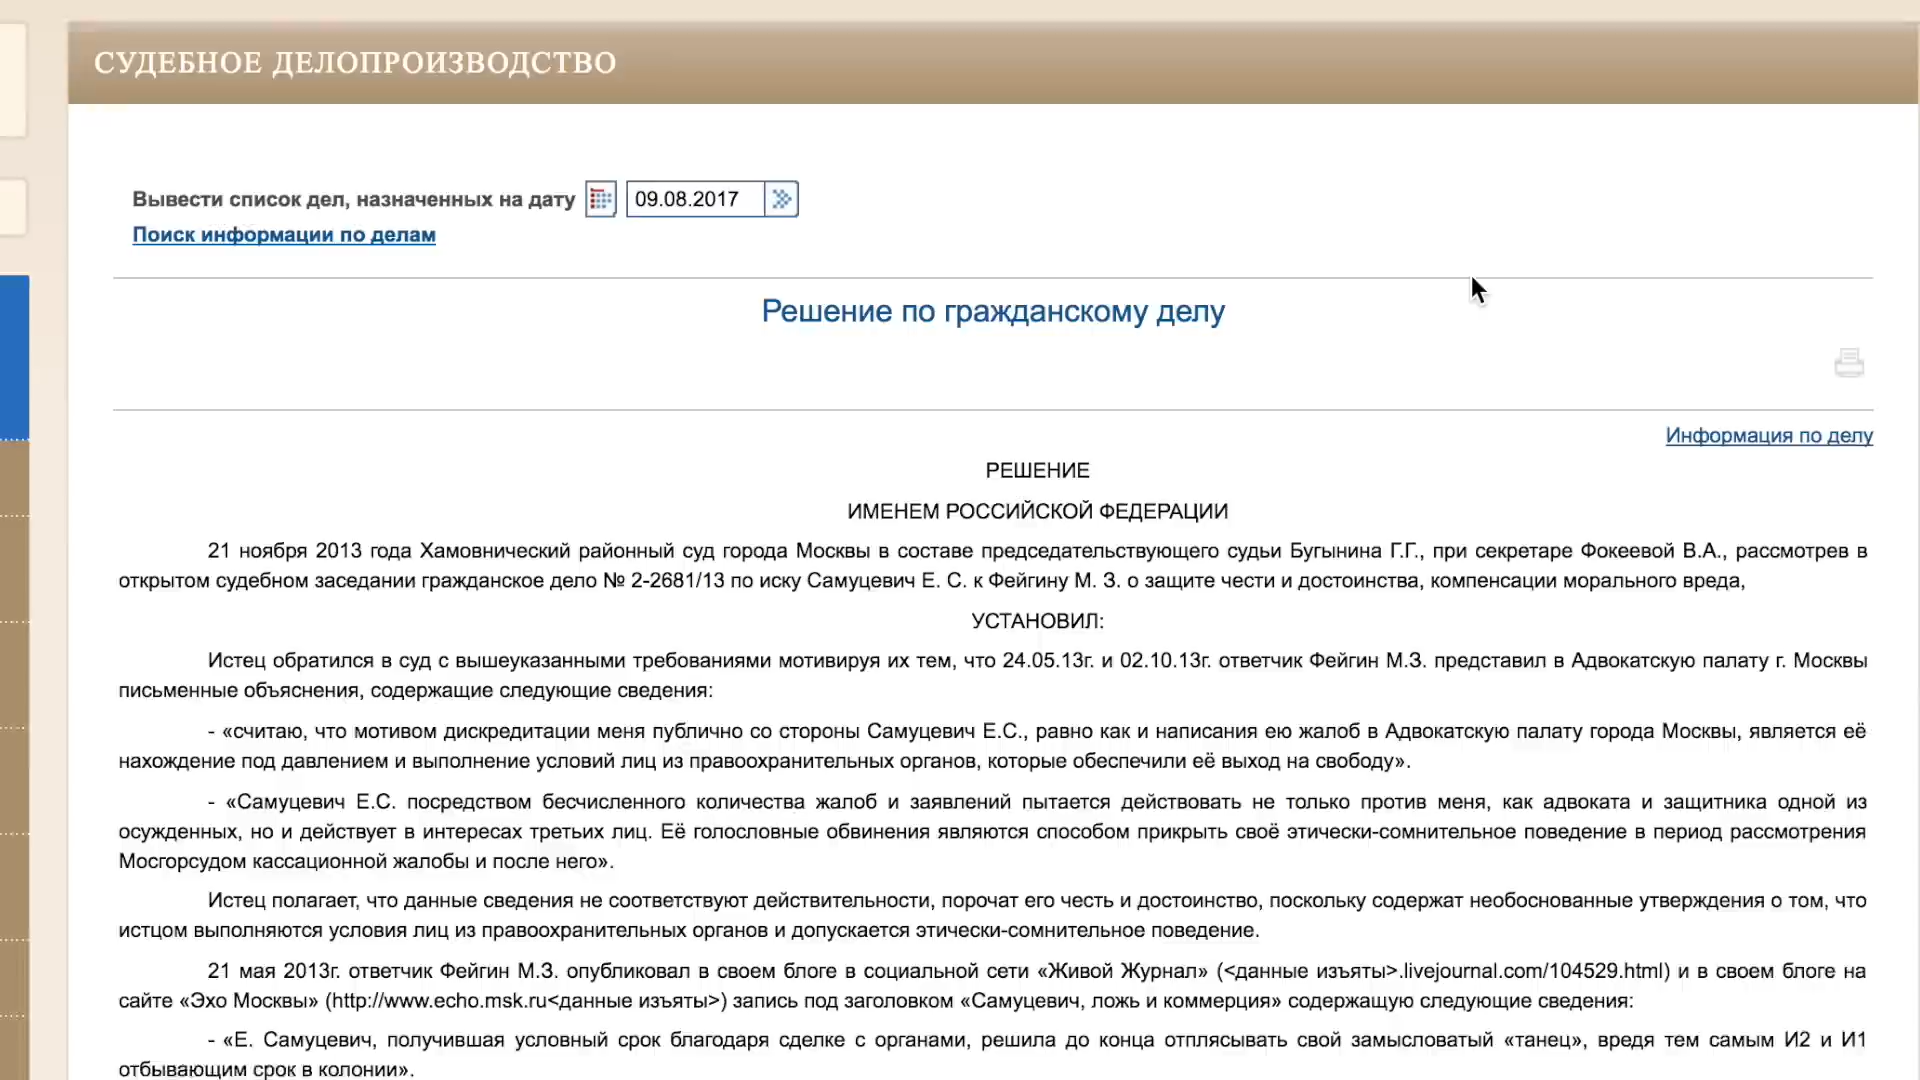 СУДЕБНОЕ ДЕЛОПРОИЗВОДСТВО
Вывести список дел, назначенных на дату 09.08.2017
Поиск информации по делам
Решение по гражданскому делу
Информация по делу
РЕШЕНИЕ
ИМЕНЕМ РОССИЙСКОЙ ФЕДЕРАЦИИ
21 ноября 2013 года Хамовнический районный суд города Москвы в составе председательствующего судьи Бугынина Г.Г., при секретаре Фокеевой В.А., рассмотрев в
открытом судебном заседании гражданское дело № 2-2681/13 по иску Самуцевич Е. С. к Фейгину М. З. о защите чести и достоинства, компенсации морального вреда,
УСТАНОВИЛ:
Истец обратился в суд с вышеуказанными требованиями мотивируя их тем, что 24.05.13г. и 02.10.13г. ответчик Фейгин М.З. представил в Адвокатскую палату г. Москвы
письменные объяснения, содержащие следующие сведения:
- «считаю, что мотивом дискредитации меня публично со стороны Самуцевич Е.С., равно как и написания ею жалоб в Адвокатскую палату города Москвы, является её
нахождение под давлением и выполнение условий лиц из правоохранительных органов, которые обеспечили её выход на свободу».
- «Самуцевич Е.С. посредством бесчисленного количества жалоб и заявлений пытается действовать не только против меня, как адвоката и защитника одной из
осужденных, но и действует в интересах третьих лиц. Её голословные обвинения являются способом прикрыть своё этически-сомнительное поведение в период рассмотрения
Мосгорсудом кассационной жалобы и после него».
Истец полагает, что данные сведения не соответствуют действительности, порочат его честь и достоинство, поскольку содержат необоснованные утверждения о том, что
истцом выполняются условия лиц из правоохранительных органов и допускается этически-сомнительное поведение.
21 мая 2013г. ответчик Фейгин М.З. опубликовал в своем блоге в социальной сети «Живой Журнал» (<данные изъяты>.livejournal.com/104529.html) и в своем блоге на
сайте «Эхо Москвы» (http://www.echo.msk.ru<данные изъяты>) запись под заголовком «Самуцевич, ложь и коммерция» содержащую следующие сведения:
- «Е. Самуцевич, получившая условный срок благодаря сделке с органами, решила до конца отплясывать свой замысловатый «танец», вредя тем самым И2 и И1
отбывающим срок в колонии».